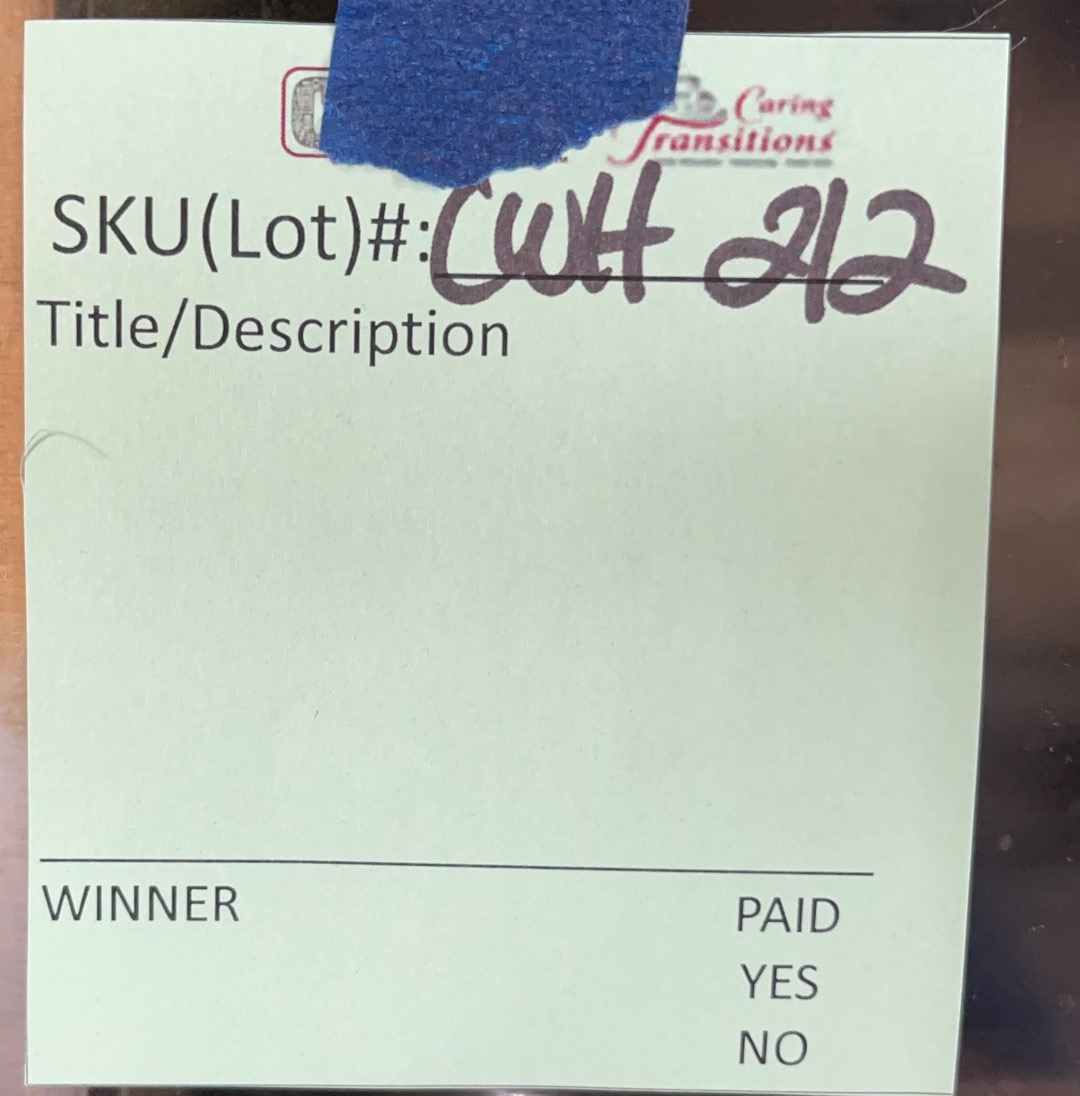 Caring
Transitions
SKU(Lot)#: CWH 212
Title/Description
WINNER
PAID
YES
NO